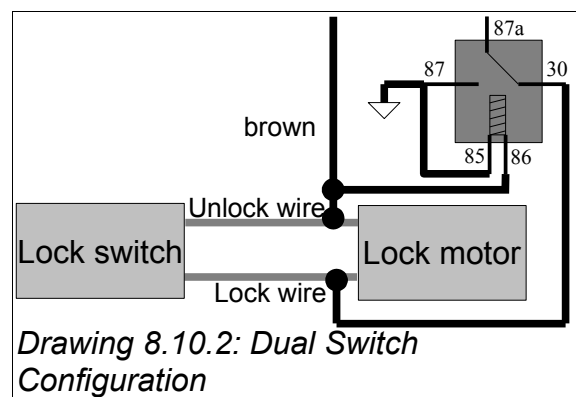 87a
87
30
brown
85
86
Unlock wire
Lock switch
Lock motor
Lock wire
Drawing 8.10.2: Dual Switch
Configuration